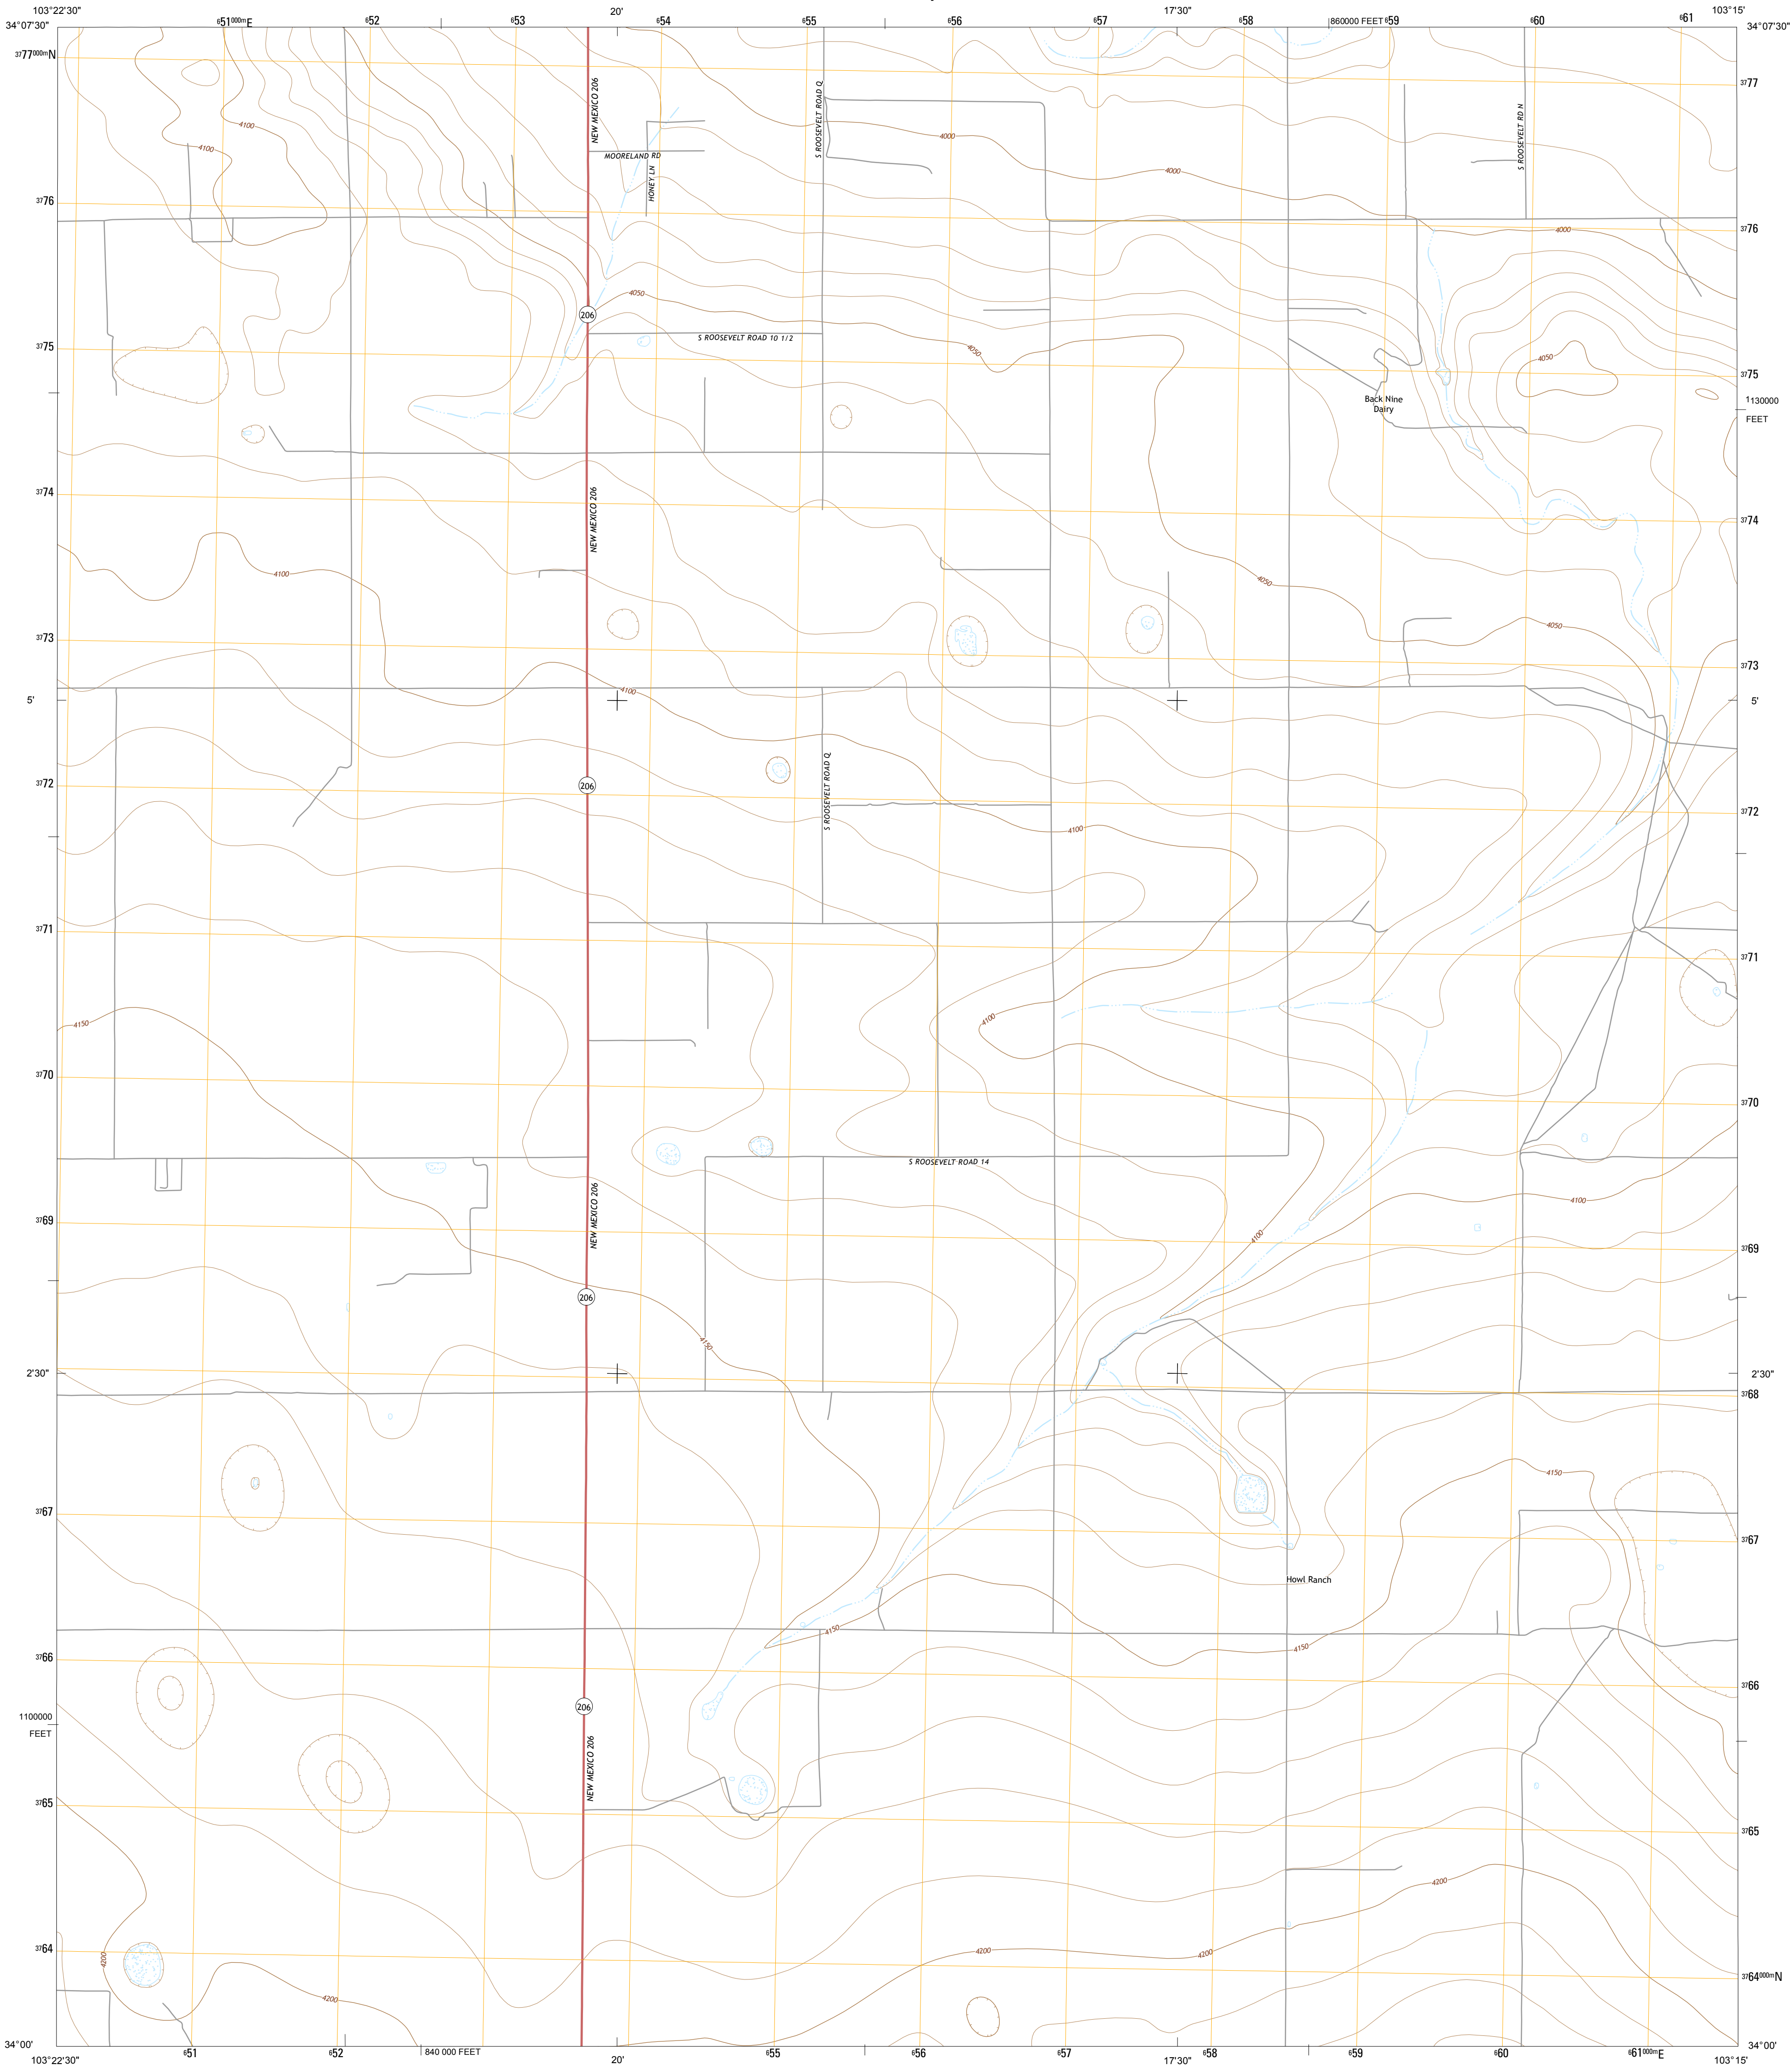 103°22'30" 20' 17'30" 103°15'
⁶51⁰⁰⁰ᵐE ⁶52 ⁶53 ⁶54 ⁶55 ⁶56 ⁶57 ⁶58 860000 FEET ⁶59 ⁶60 ⁶61
34°07'30" 34°07'30"
³⁷77⁰⁰⁰ᵐN
³⁷77
NEW MEXICO 206
S ROOSEVELT ROAD Q
S ROOSEVELT RD N
4100
4100
4000
4000
MOORELAND RD
HONEY LN
³⁷76
³⁷76
4000
4050
206
S ROOSEVELT ROAD 10 1/2
³⁷75
4050
4050
³⁷75
Back Nine
Dairy
1130000
FEET
³⁷74
NEW MEXICO 206
³⁷74
4100
4050
4050
³⁷73
³⁷73
4100
5' 5'
S ROOSEVELT ROAD Q
³⁷72
206
³⁷72
4100
³⁷71
³⁷71
4150
4100
³⁷70
³⁷70
S ROOSEVELT ROAD 14
4100
NEW MEXICO 206
³⁷69
4100
³⁷69
206
4150
2'30" 2'30"
³⁷68
4150
³⁷67
³⁷67
Howl Ranch
4150
4150
³⁷66
³⁷66
206
1100000
FEET
NEW MEXICO 206
³⁷65
³⁷65
4200
4200
4200
4200
³⁷64
³⁷64⁰⁰⁰ᵐN
4200
34°00' 34°00'
⁶51 ⁶52 840 000 FEET ⁶55 ⁶56 ⁶57 ⁶58 ⁶59 ⁶60 ⁶61⁰⁰⁰ᵐE
103°22'30" 20' 17'30" 103°15'